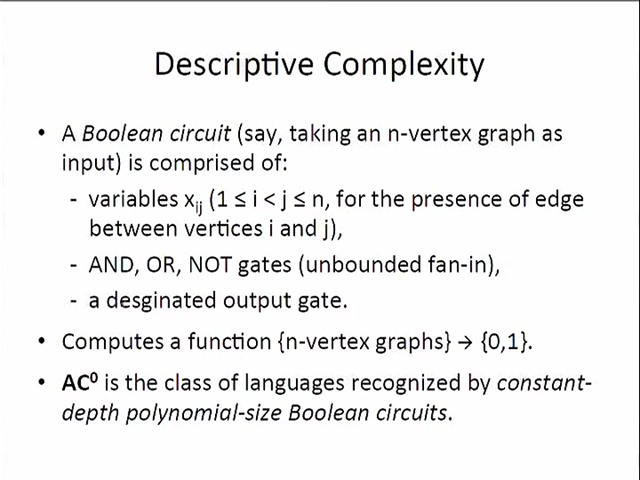 Descriptive Complexity
• A Boolean circuit (say, taking an n-vertex graph as
input) is comprised of:
- variables xij (1 ≤ i < j ≤ n, for the presence of edge
between vertices i and j),
- AND, OR, NOT gates (unbounded fan-in),
- a desginated output gate.
• Computes a function {n-vertex graphs} → {0,1}.
• AC⁰ is the class of languages recognized by constant-
depth polynomial-size Boolean circuits.